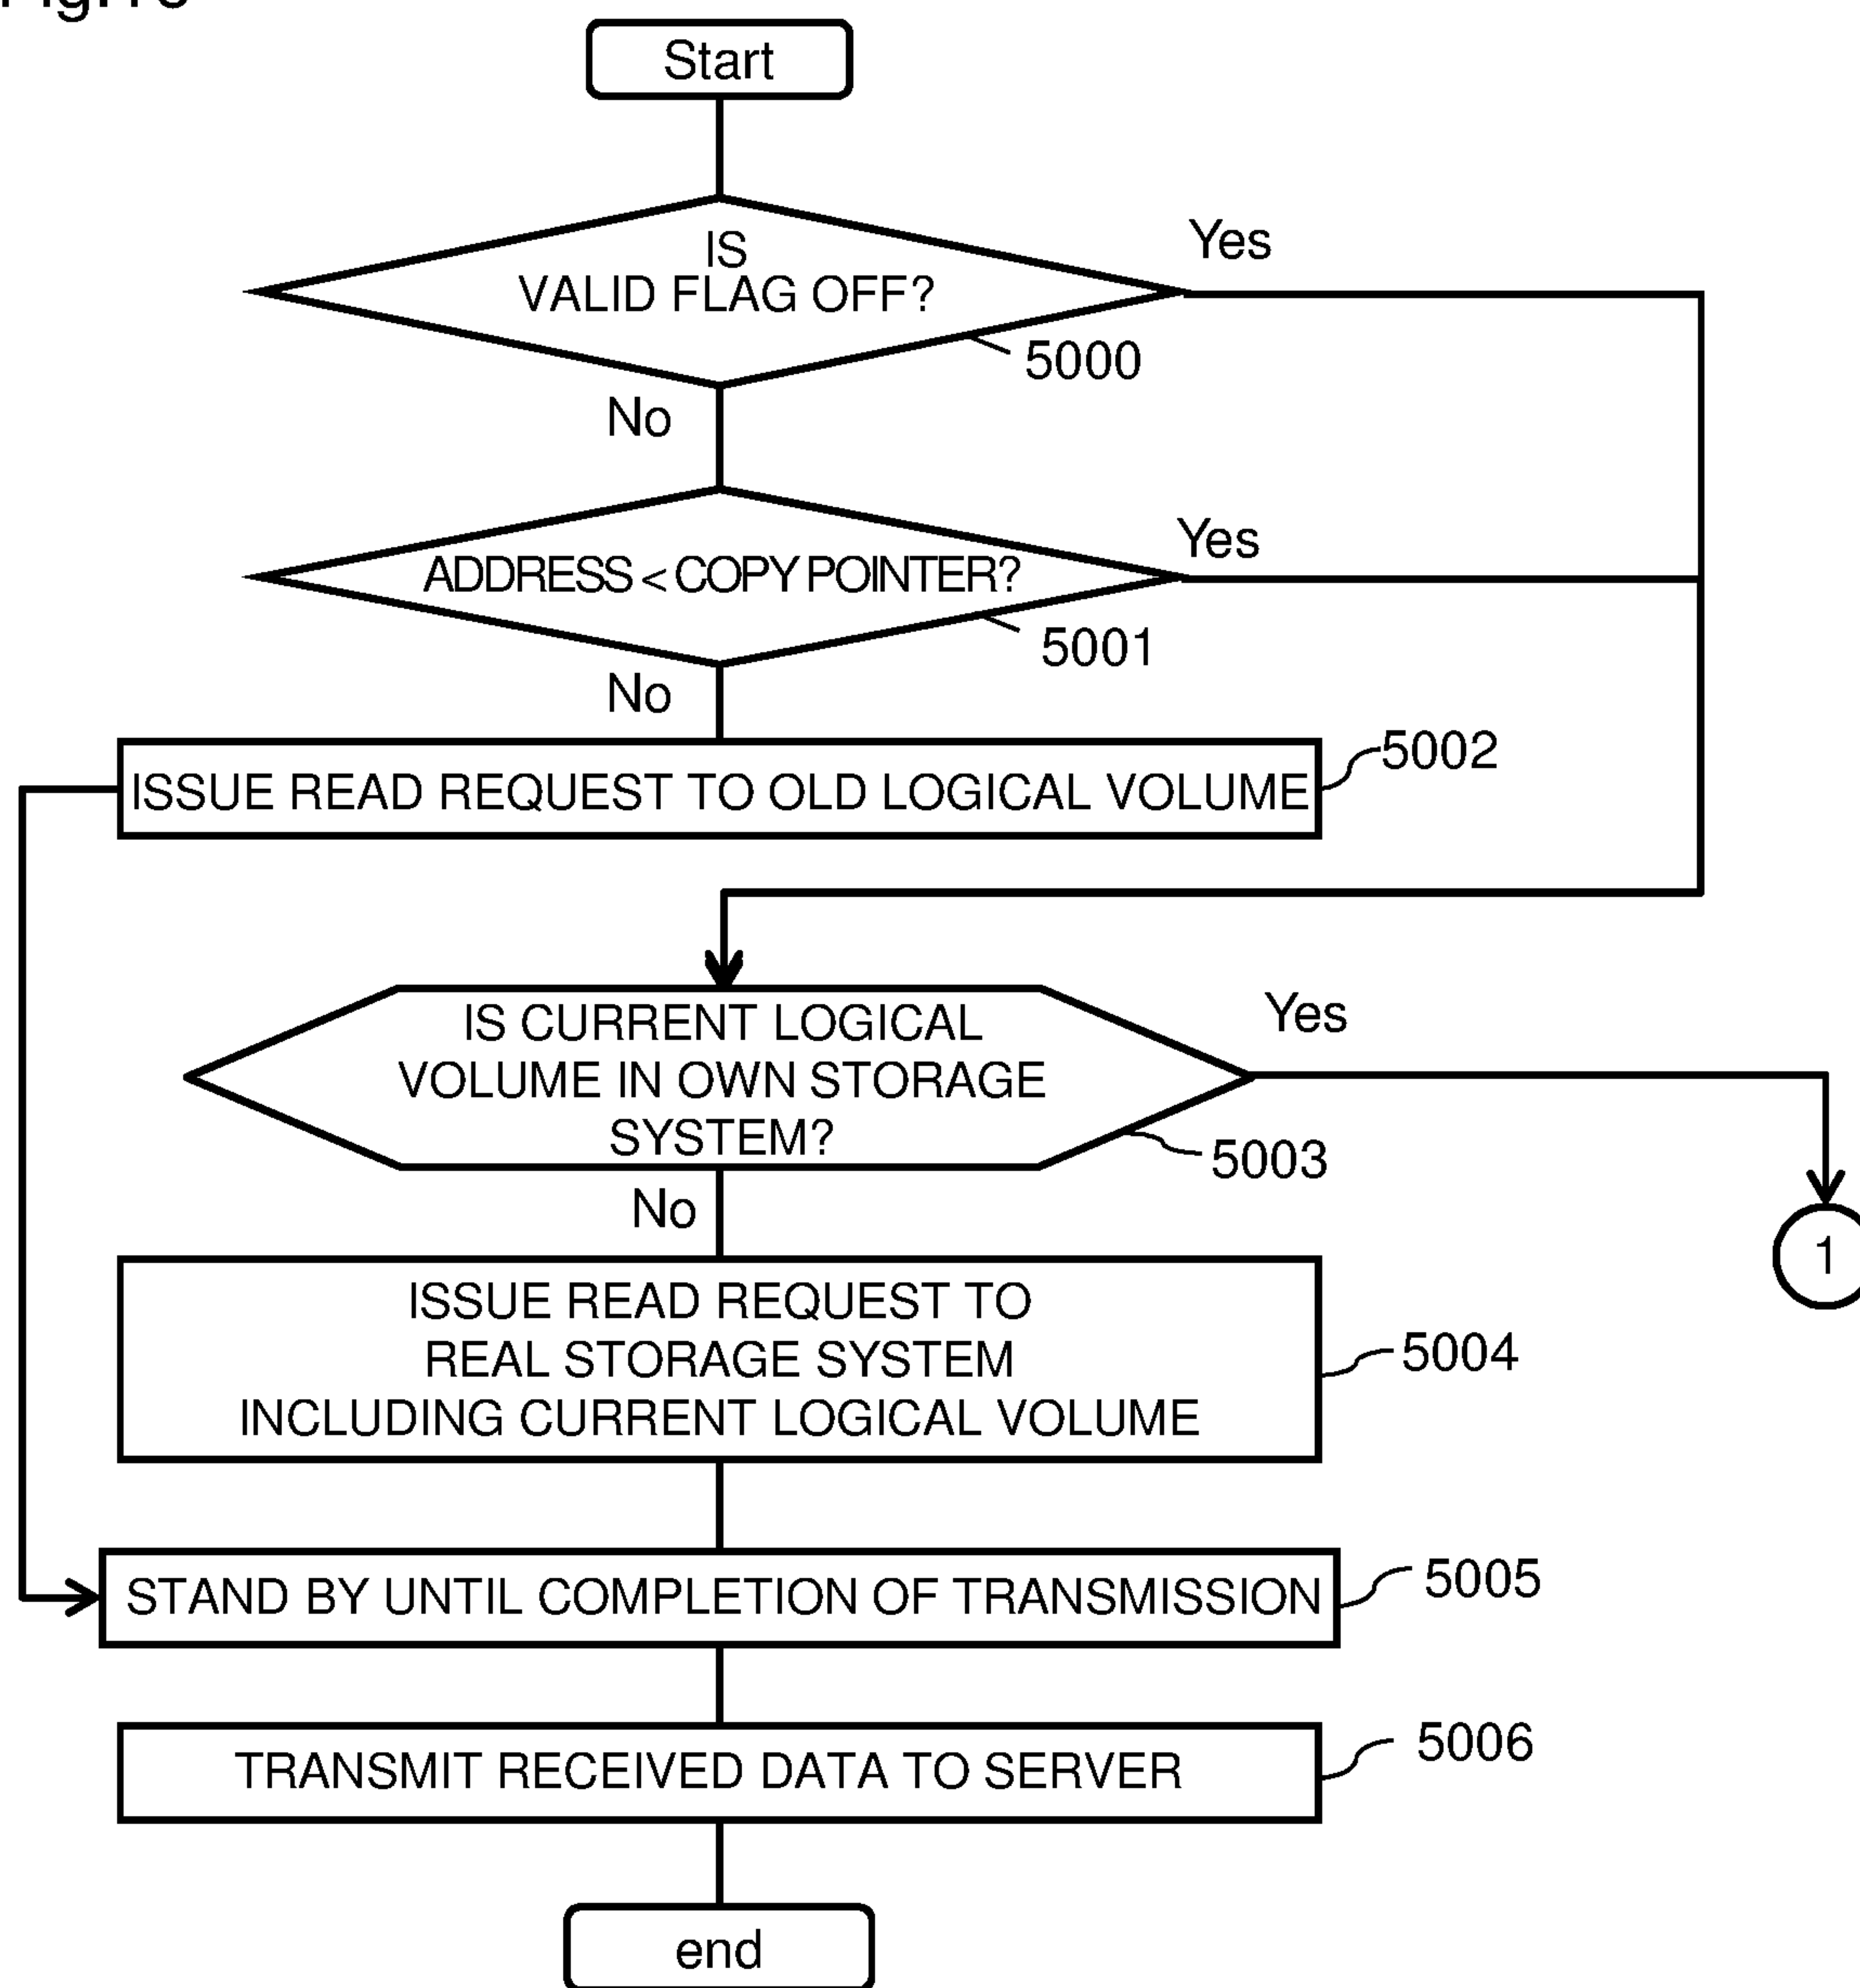 Start
IS
VALID FLAG OFF?
Yes
5000
No
ADDRESS < COPY POINTER?
Yes
5001
No
5002
ISSUE READ REQUEST TO OLD LOGICAL VOLUME
IS CURRENT LOGICAL
VOLUME IN OWN STORAGE
SYSTEM?
Yes
5003
No
1
ISSUE READ REQUEST TO
REAL STORAGE SYSTEM
INCLUDING CURRENT LOGICAL VOLUME
5004
STAND BY UNTIL COMPLETION OF TRANSMISSION
5005
TRANSMIT RECEIVED DATA TO SERVER
5006
end